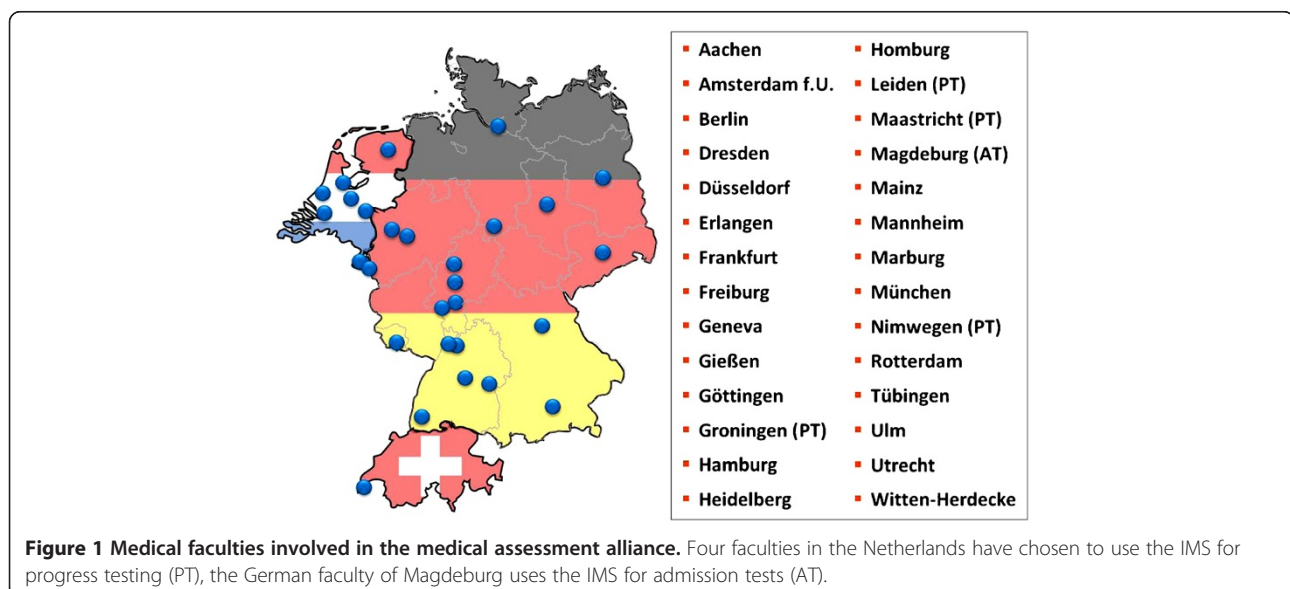 ▪ Aachen
▪ Amsterdam f.U.
▪ Berlin
▪ Dresden
▪ Düsseldorf
▪ Erlangen
▪ Frankfurt
▪ Freiburg
▪ Geneva
▪ Gießen
▪ Göttingen
▪ Groningen (PT)
▪ Hamburg
▪ Heidelberg
▪ Homburg
▪ Leiden (PT)
▪ Maastricht (PT)
▪ Magdeburg (AT)
▪ Mainz
▪ Mannheim
▪ Marburg
▪ München
▪ Nimwegen (PT)
▪ Rotterdam
▪ Tübingen
▪ Ulm
▪ Utrecht
▪ Witten-Herdecke
Figure 1 Medical faculties involved in the medical assessment alliance. Four faculties in the Netherlands have chosen to use the IMS for
progress testing (PT), the German faculty of Magdeburg uses the IMS for admission tests (AT).